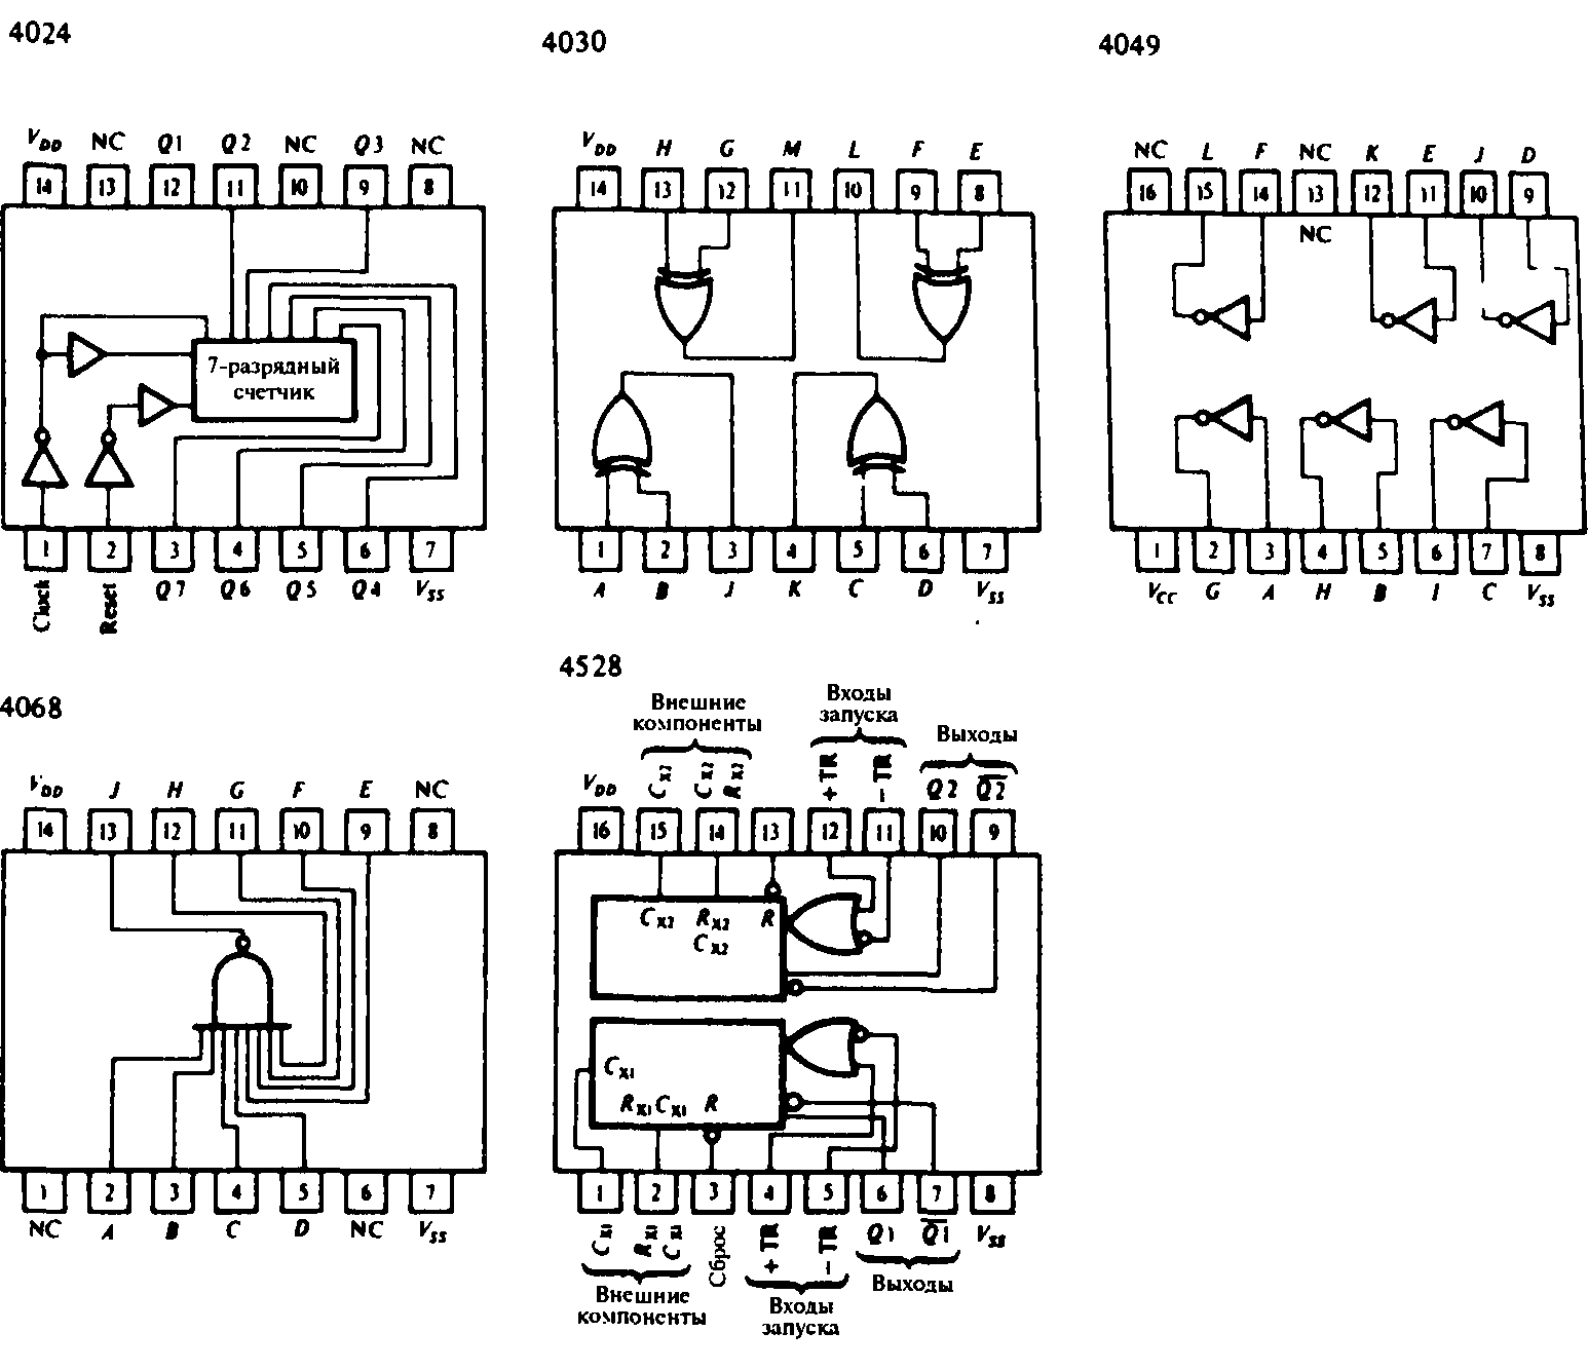 4024
4030
4049
V_DD NC Q1 Q2 NC Q3 NC
14 13 12 11 10 9 8
7-разрядный
счетчик
1 2 3 4 5 6 7
Clock Reset Q7 Q6 Q5 Q4 V_SS
V_DD H G M L F E
14 13 12 11 10 9 8
1 2 3 4 5 6 7
A B J K C D V_SS
NC L F NC K E J D
16 15 14 13 12 11 10 9
NC
1 2 3 4 5 6 7 8
V_CC G A H B I C V_SS
4068
V_DD J H G F E NC
14 13 12 11 10 9 8
1 2 3 4 5 6 7
NC A B C D NC V_SS
4528
Внешние
компоненты
Входы
запуска
Выходы
V_DD C_X2 C_X2 R_X2 +TR −TR Q2 Q̅2̅
16 15 14 13 12 11 10 9
C_X2 R_X2 R
C_X2
C_X1
R_X1 C_X1 R
1 2 3 4 5 6 7 8
C_X1 R_X1 C_X1 Сброс +TR −TR Q1 Q̅1̅ V_SS
Внешние
компоненты
Входы
запуска
Выходы